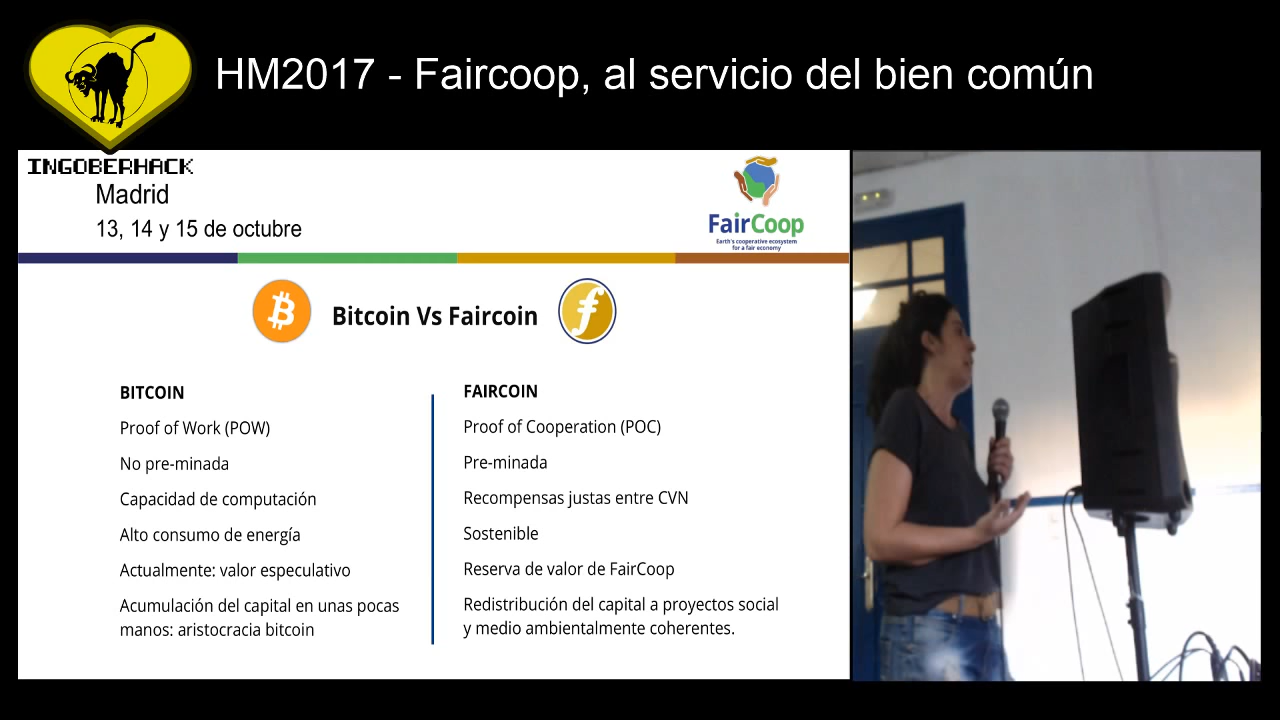 HM2017 - Faircoop, al servicio del bien común
INGOBERHACK
Madrid
13, 14 y 15 de octubre
FairCoop
Earth's cooperative ecosystem
for a fair economy
Bitcoin Vs Faircoin
BITCOIN
Proof of Work (POW)
No pre-minada
Capacidad de computación
Alto consumo de energía
Actualmente: valor especulativo
Acumulación del capital en unas pocas
manos: aristocracia bitcoin
FAIRCOIN
Proof of Cooperation (POC)
Pre-minada
Recompensas justas entre CVN
Sostenible
Reserva de valor de FairCoop
Redistribución del capital a proyectos social
y medio ambientalmente coherentes.